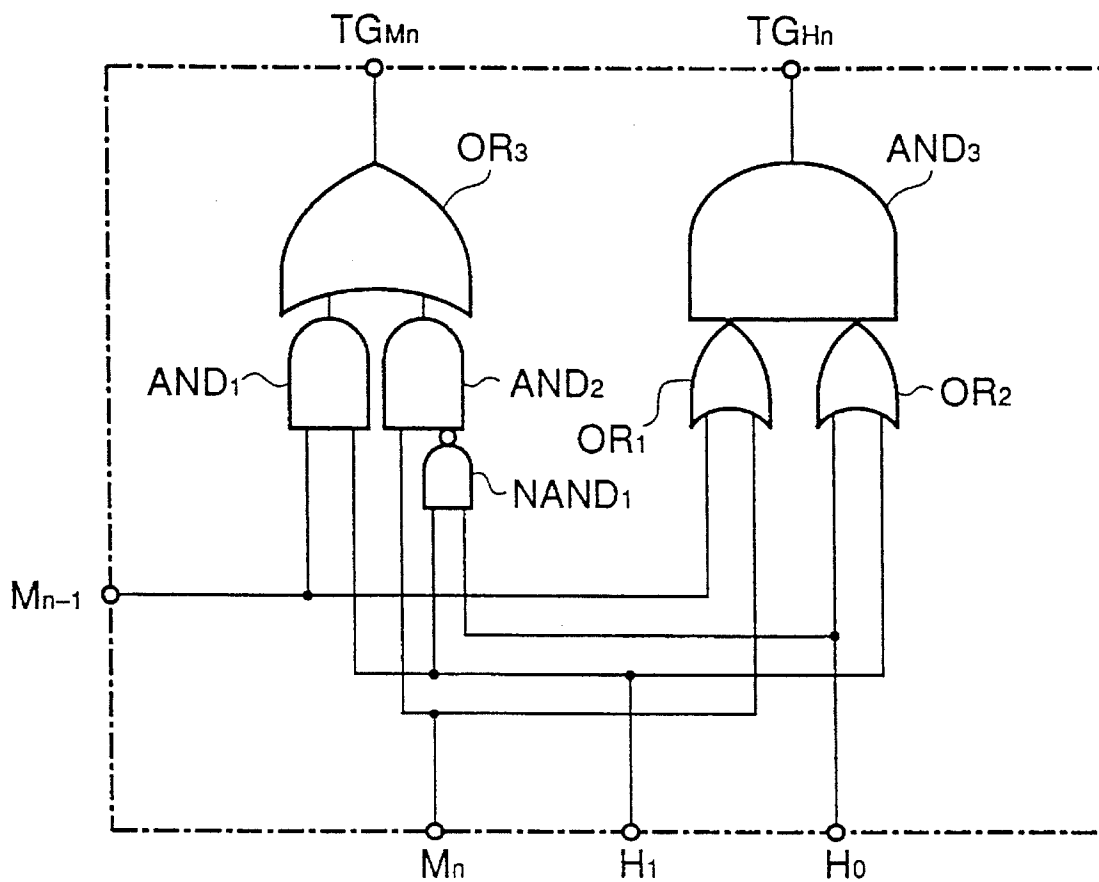 TGMn
TGHn
OR3
AND3
AND1
AND2
OR1
OR2
NAND1
Mn-1
Mn
H1
H0